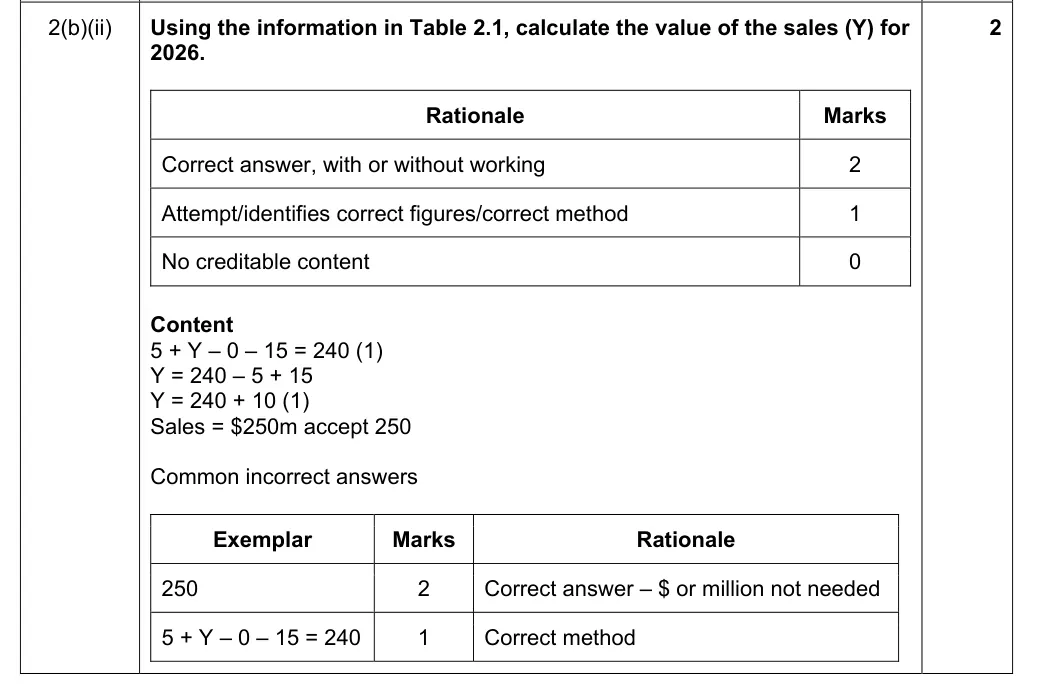 2(b)(ii)
Using the information in Table 2.1, calculate the value of the sales (Y) for
2026.
2
Rationale
Marks
Correct answer, with or without working
2
Attempt/identifies correct figures/correct method
1
No creditable content
0
Content
5 + Y – 0 – 15 = 240 (1)
Y = 240 – 5 + 15
Y = 240 + 10 (1)
Sales = $250m accept 250
Common incorrect answers
Exemplar
Marks
Rationale
250
2
Correct answer – $ or million not needed
5 + Y – 0 – 15 = 240
1
Correct method